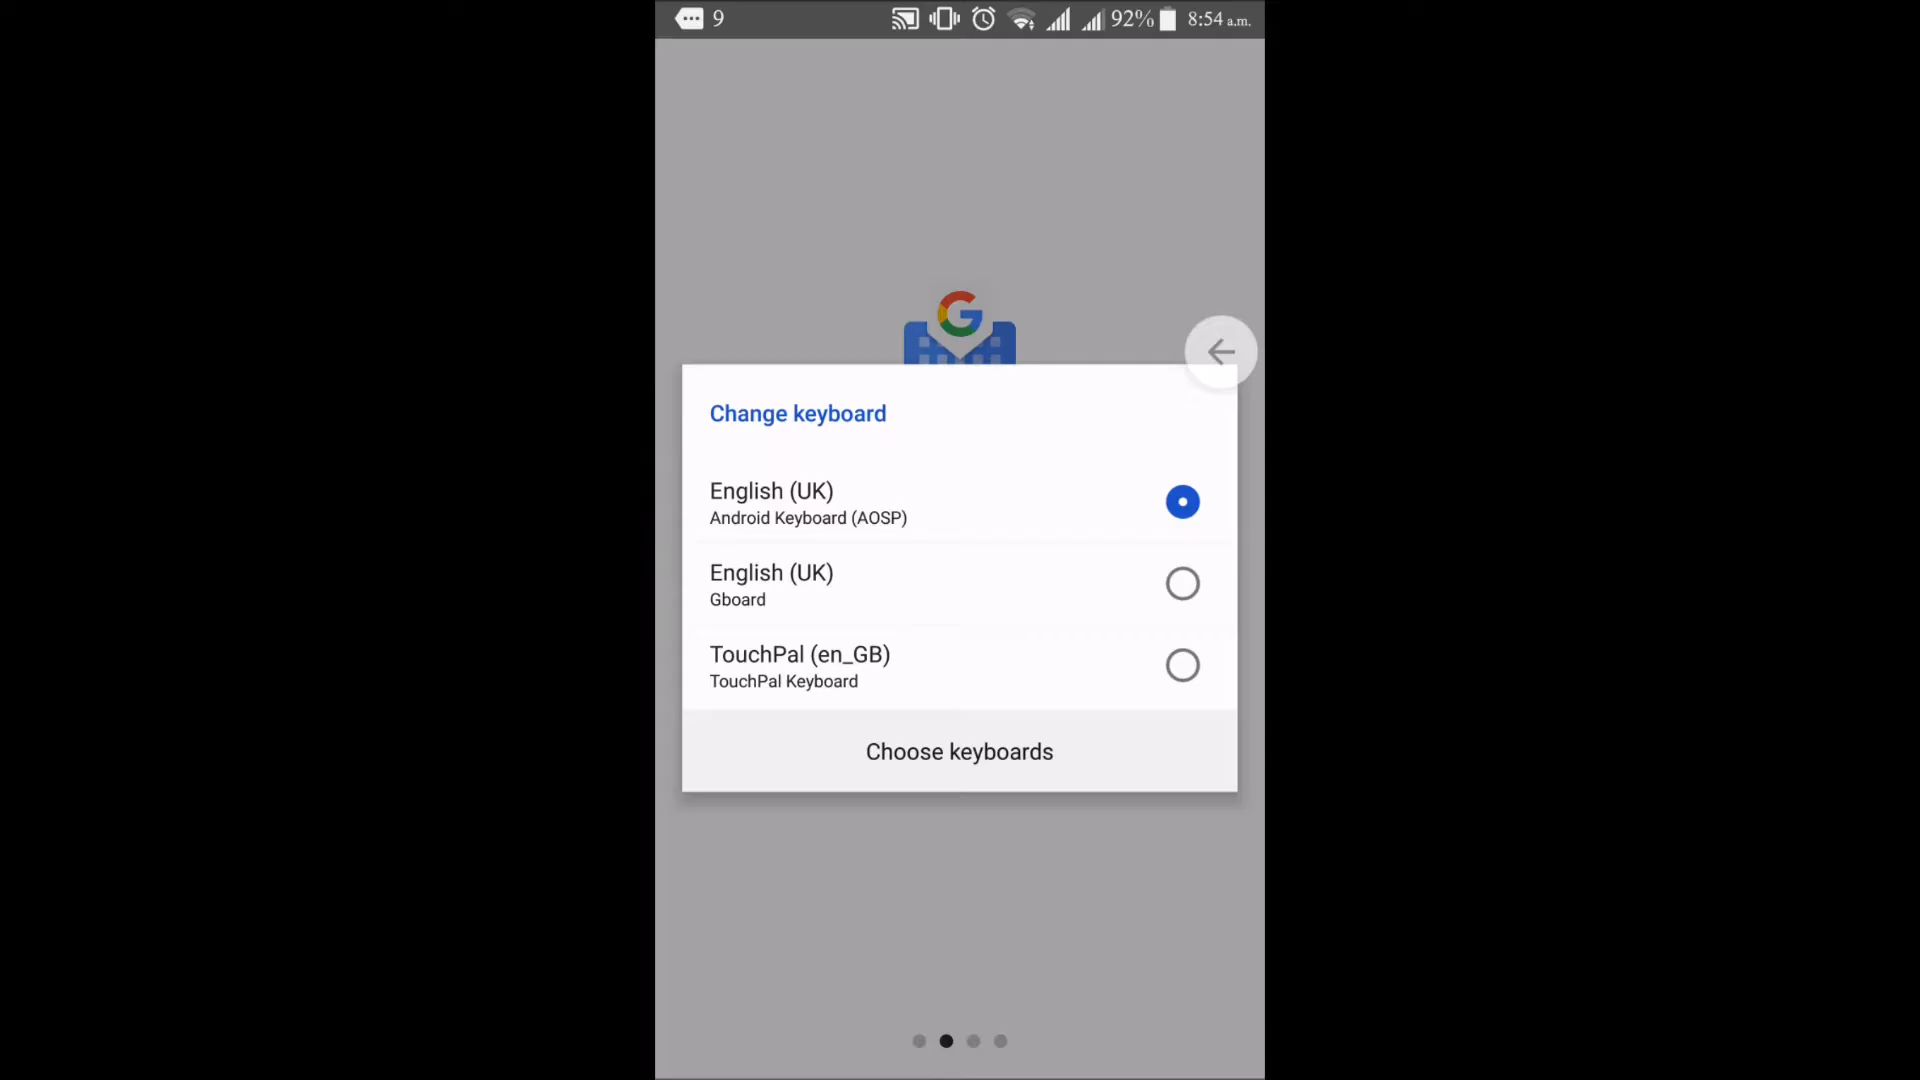 9 92% 8:54 a.m.
Change keyboard
English (UK)
Android Keyboard (AOSP)
English (UK)
Gboard
TouchPal (en_GB)
TouchPal Keyboard
Choose keyboards